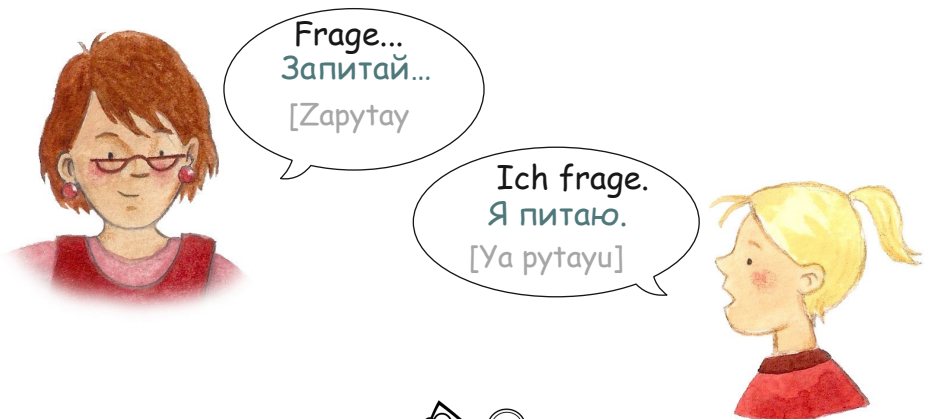 Frage...
Запитай...
[Zapytay
Ich frage.
Я питаю.
[Ya pytayu]